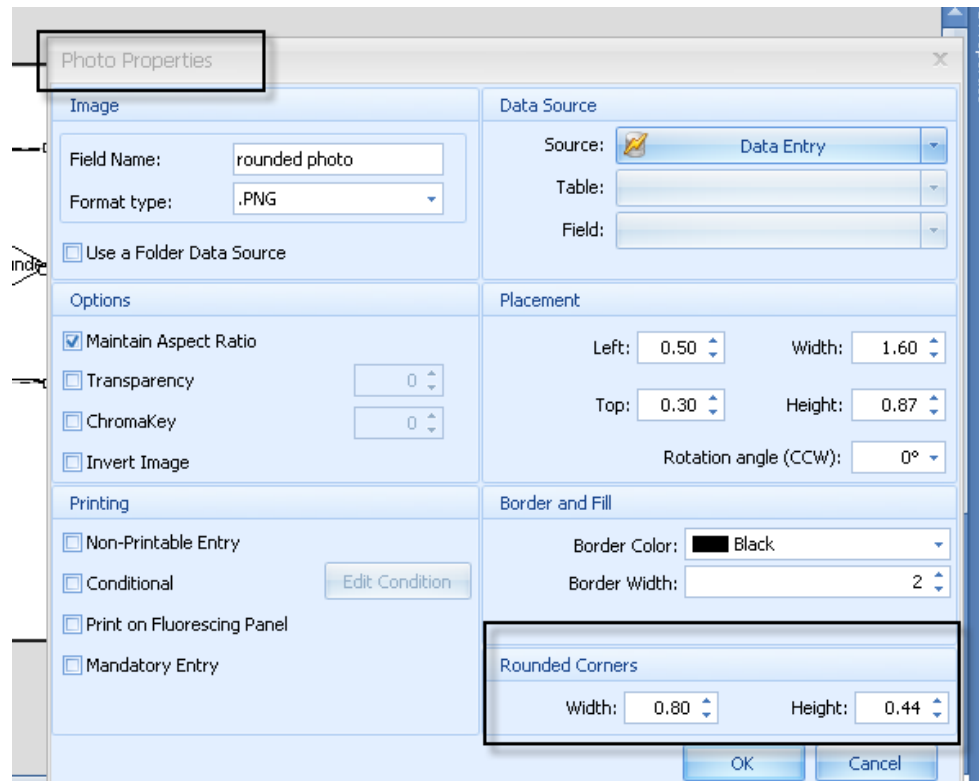 Photo Properties
Image
Field Name: rounded photo
Format type: .PNG
Use a Folder Data Source
Data Source
Source: Data Entry
Table:
Field:
Options
Maintain Aspect Ratio
Transparency 0
ChromaKey 0
Invert Image
Placement
Left: 0.50 Width: 1.60
Top: 0.30 Height: 0.87
Rotation angle (CCW): 0°
Printing
Non-Printable Entry
Conditional Edit Condition
Print on Fluorescing Panel
Mandatory Entry
Border and Fill
Border Color: Black
Border Width: 2
Rounded Corners
Width: 0.80 Height: 0.44
OK Cancel